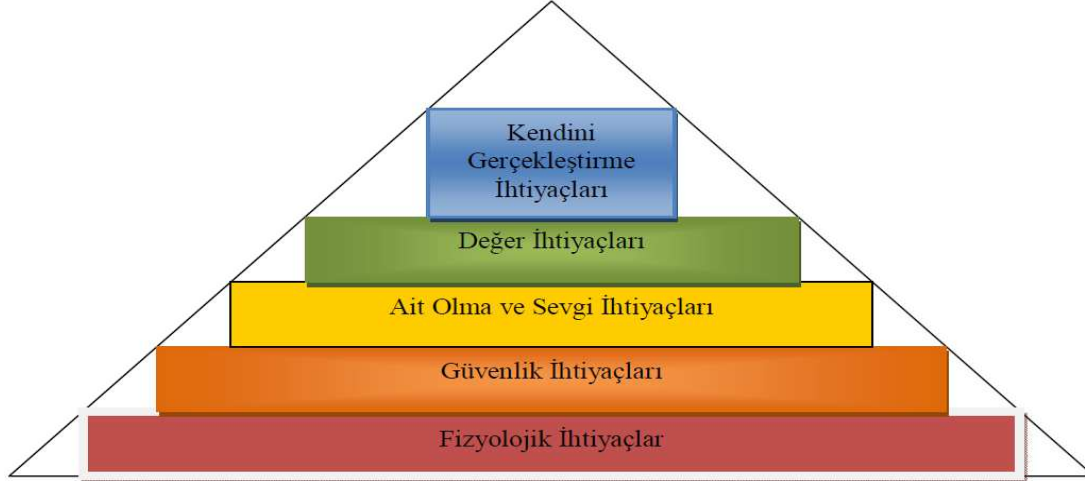 Kendini
Gerçekleştirme
İhtiyaçları
Değer İhtiyaçları
Ait Olma ve Sevgi İhtiyaçları
Güvenlik İhtiyaçları
Fizyolojik İhtiyaçlar